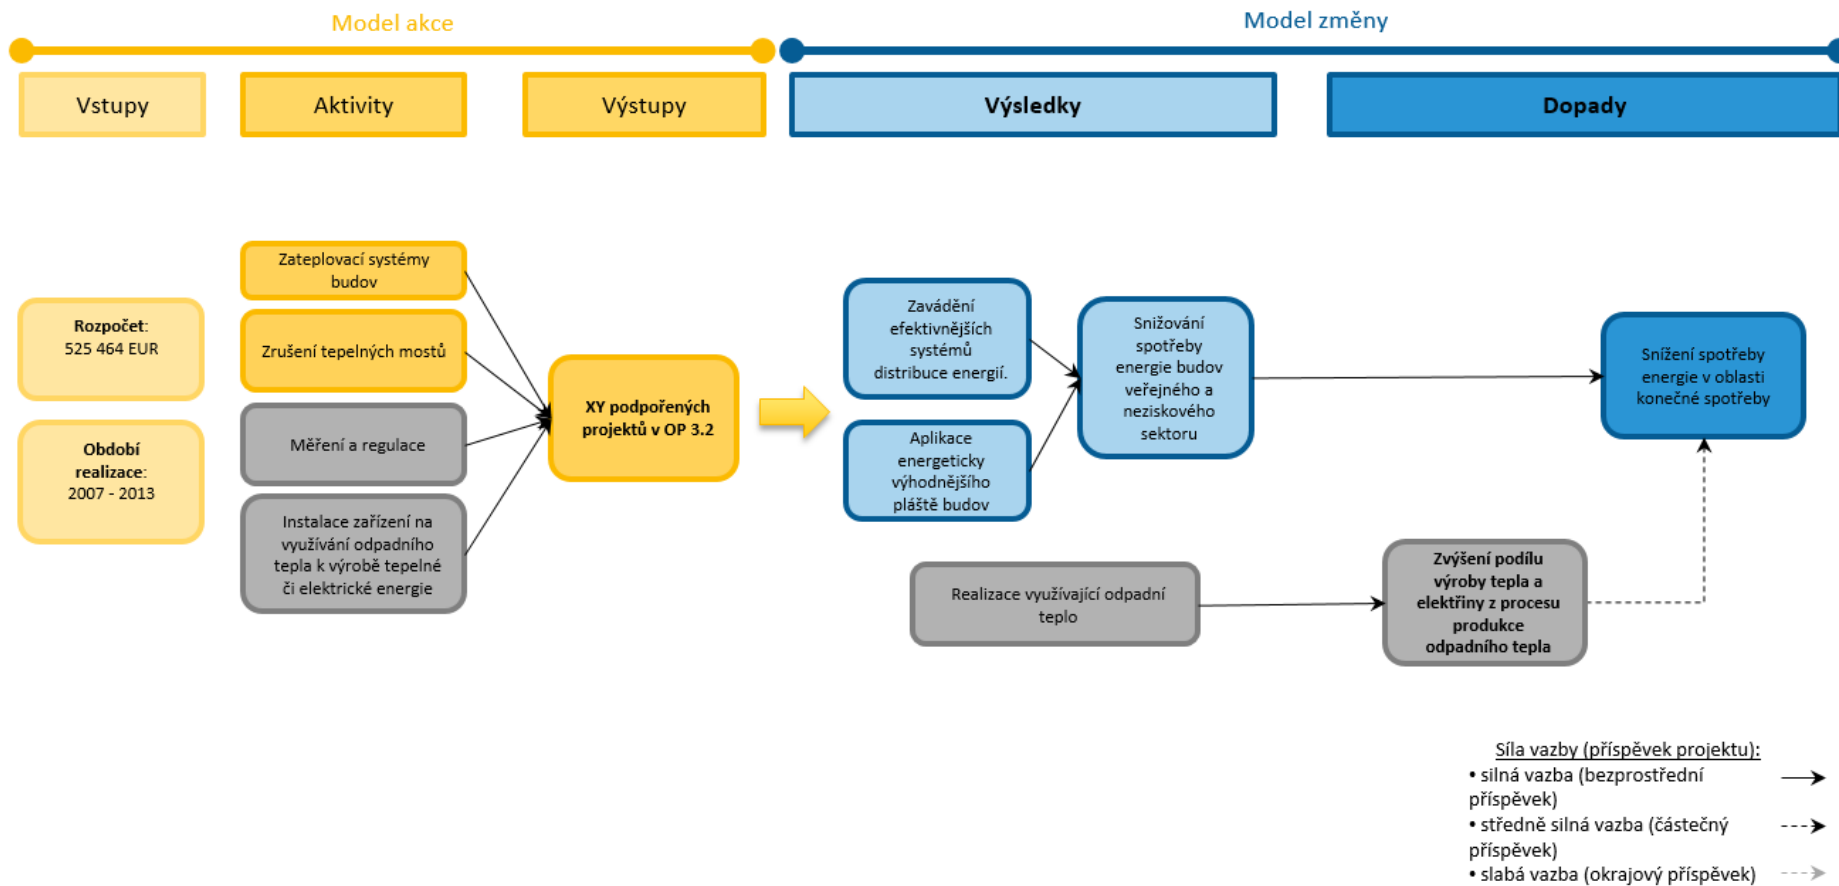 Model akce
Model změny
Vstupy
Aktivity
Výstupy
Výsledky
Dopady
Rozpočet:
525 464 EUR
Období
realizace:
2007 - 2013
Zateplovací systémy
budov
Zrušení tepelných mostů
Měření a regulace
Instalace zařízení na
využívání odpadního
tepla k výrobě tepelné
či elektrické energie
XY podpořených
projektů v OP 3.2
Zavádění
efektivnějších
systémů
distribuce energií.
Aplikace
energeticky
výhodnějšího
pláště budov
Snižování
spotřeby
energie budov
veřejného a
neziskového
sektoru
Snížení spotřeby
energie v oblasti
konečné spotřeby
Realizace využívající odpadní
teplo
Zvýšení podílu
výroby tepla a
elektřiny z procesu
produkce
odpadního tepla
Síla vazby (příspěvek projektu):
• silná vazba (bezprostřední
příspěvek)
• středně silná vazba (částečný
příspěvek)
• slabá vazba (okrajový příspěvek)